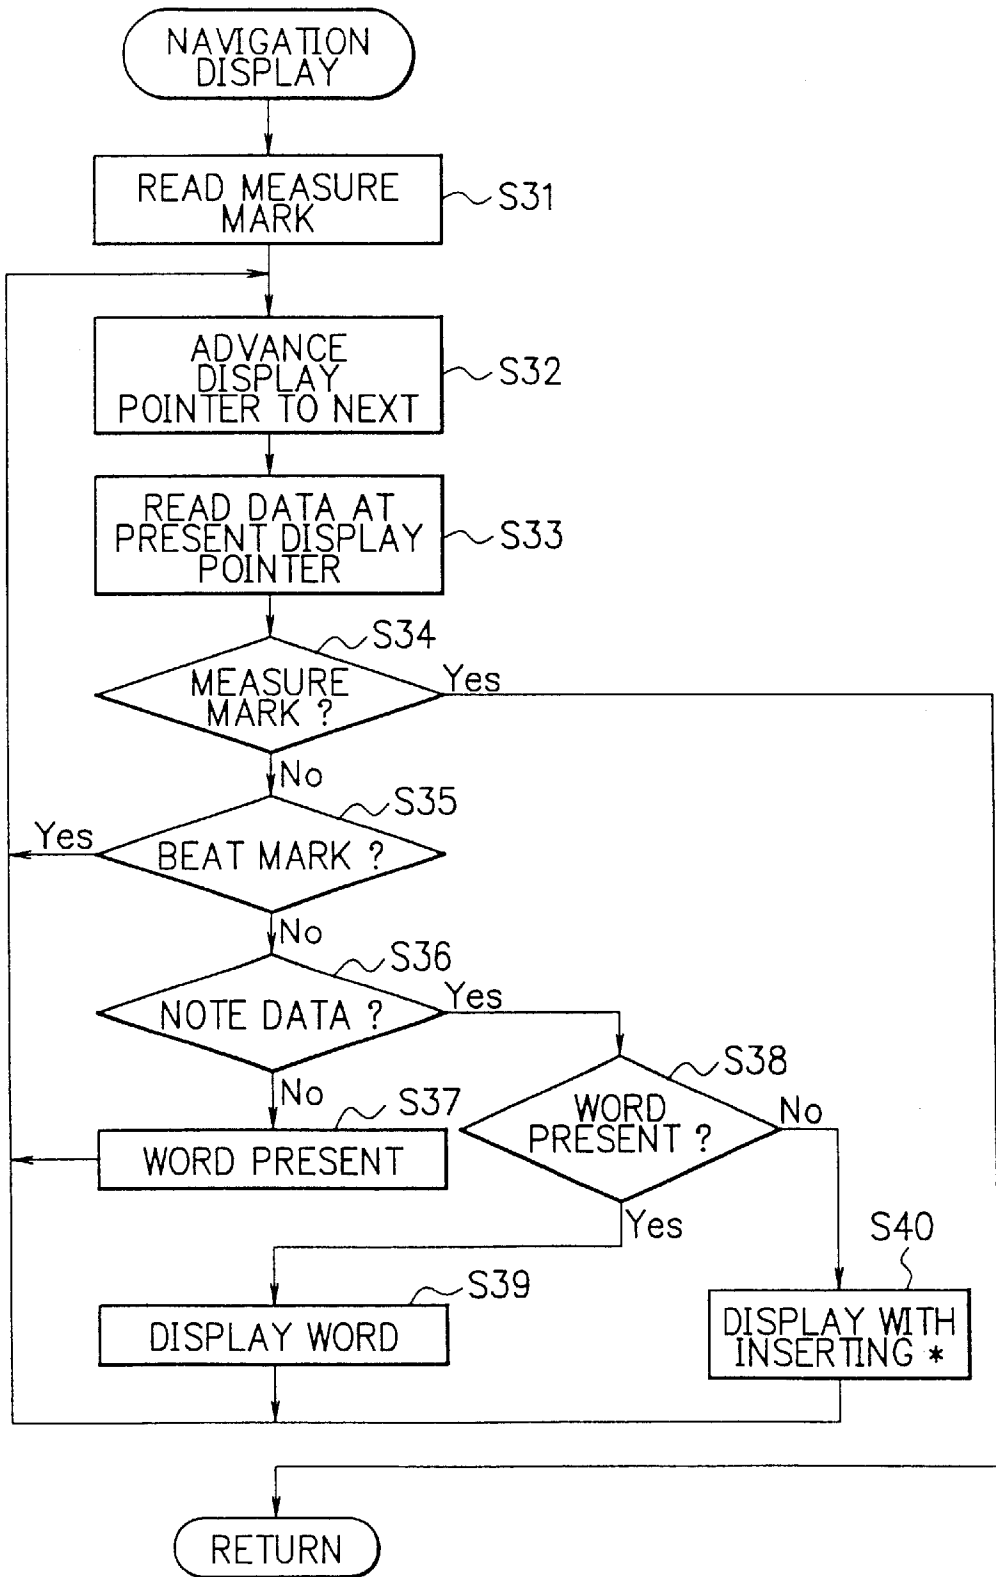 NAVIGATION
DISPLAY
READ MEASURE
MARK
S31
ADVANCE
DISPLAY
POINTER TO NEXT
S32
READ DATA AT
PRESENT DISPLAY
POINTER
S33
S34
MEASURE
MARK ?
Yes
No
S35
Yes
BEAT MARK ?
No
S36
NOTE DATA ?
Yes
No
S38
WORD
PRESENT ?
No
S37
WORD PRESENT
Yes
S40
S39
DISPLAY WORD
DISPLAY WITH
INSERTING *
RETURN